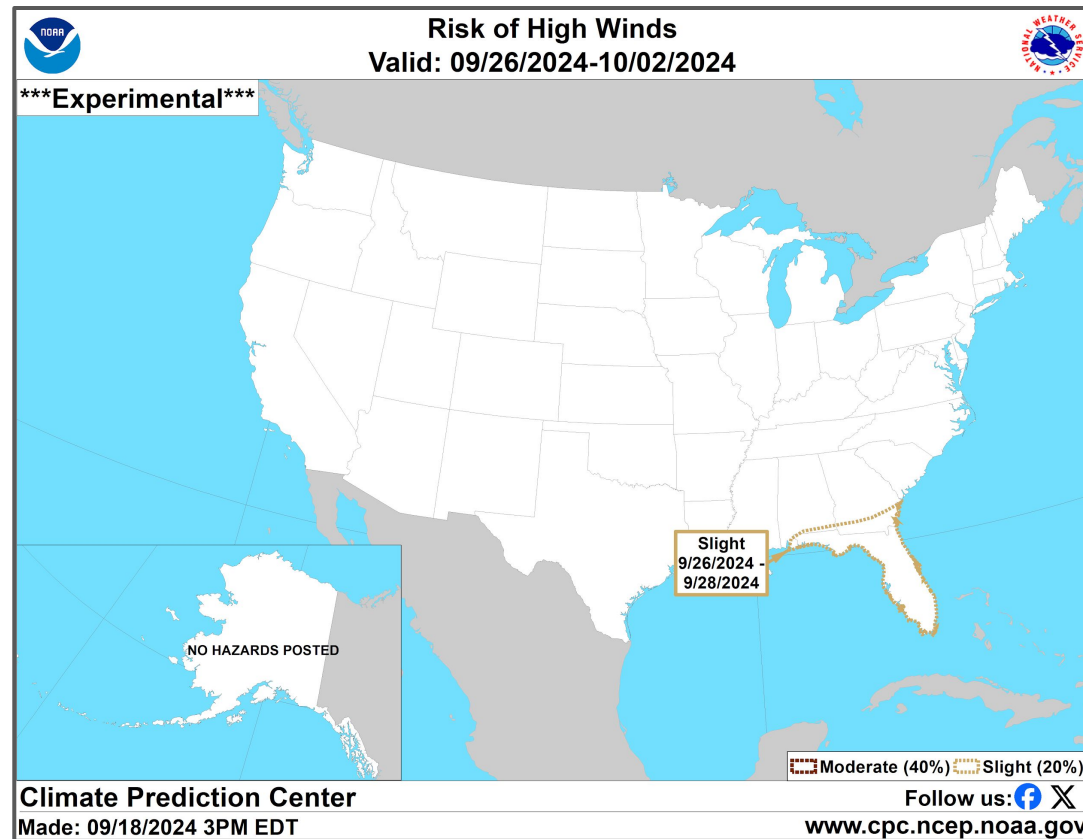 NOAA
Risk of High Winds
Valid: 09/26/2024-10/02/2024
NATIONAL WEATHER SERVICE
***Experimental***
Slight
9/26/2024 -
9/28/2024
NO HAZARDS POSTED
Moderate (40%) Slight (20%)
Climate Prediction Center
Follow us:
Made: 09/18/2024 3PM EDT
www.cpc.ncep.noaa.gov